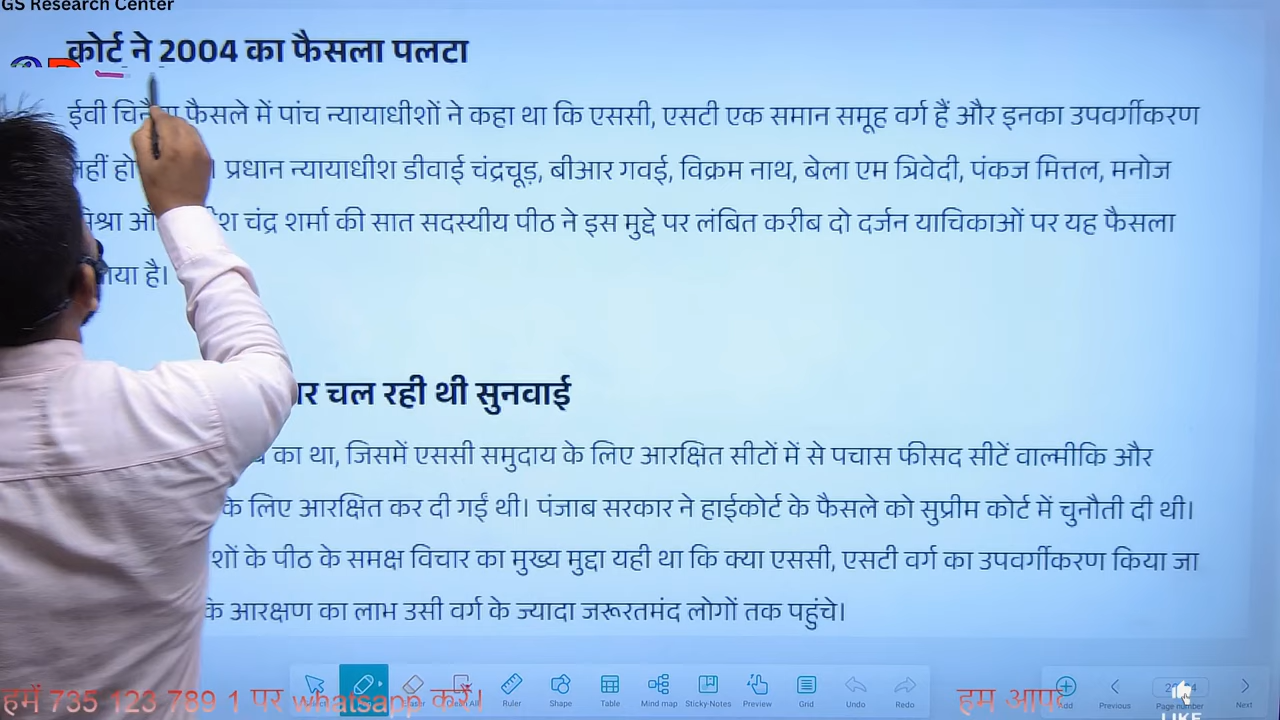 GS Research Center
कोर्ट ने 2004 का फैसला पलटा
ईवी फैसले में पांच न्यायाधीशों ने कहा था कि एससी, एसटी एक समान समूह वर्ग हैं और इनका उपवर्गीकरण
प्रधान न्यायाधीश डीवाई चंद्रचूड़, बीआर गवई, विक्रम नाथ, बेला एम त्रिवेदी, पंकज मित्तल, मनोज
चंद्र शर्मा की सात सदस्यीय पीठ ने इस मुद्दे पर लंबित करीब दो दर्जन याचिकाओं पर यह फैसला
है।
चल रही थी सुनवाई
का था, जिसमें एससी समुदाय के लिए आरक्षित सीटों में से पचास फीसद सीटें वाल्मीकि और
के लिए आरक्षित कर दी गईं थी। पंजाब सरकार ने हाईकोर्ट के फैसले को सुप्रीम कोर्ट में चुनौती दी थी।
के पीठ के समक्ष विचार का मुख्य मुद्दा यही था कि क्या एससी, एसटी वर्ग का उपवर्गीकरण किया जा
आरक्षण का लाभ उसी वर्ग के ज्यादा जरूरतमंद लोगों तक पहुंचे।
Ruler Shape Table Mind map Sticky-Notes Preview Grid Undo Redo Add Previous Page number Next
हमें 735 123 789 1 पर whatsapp करें। हम
LIKE